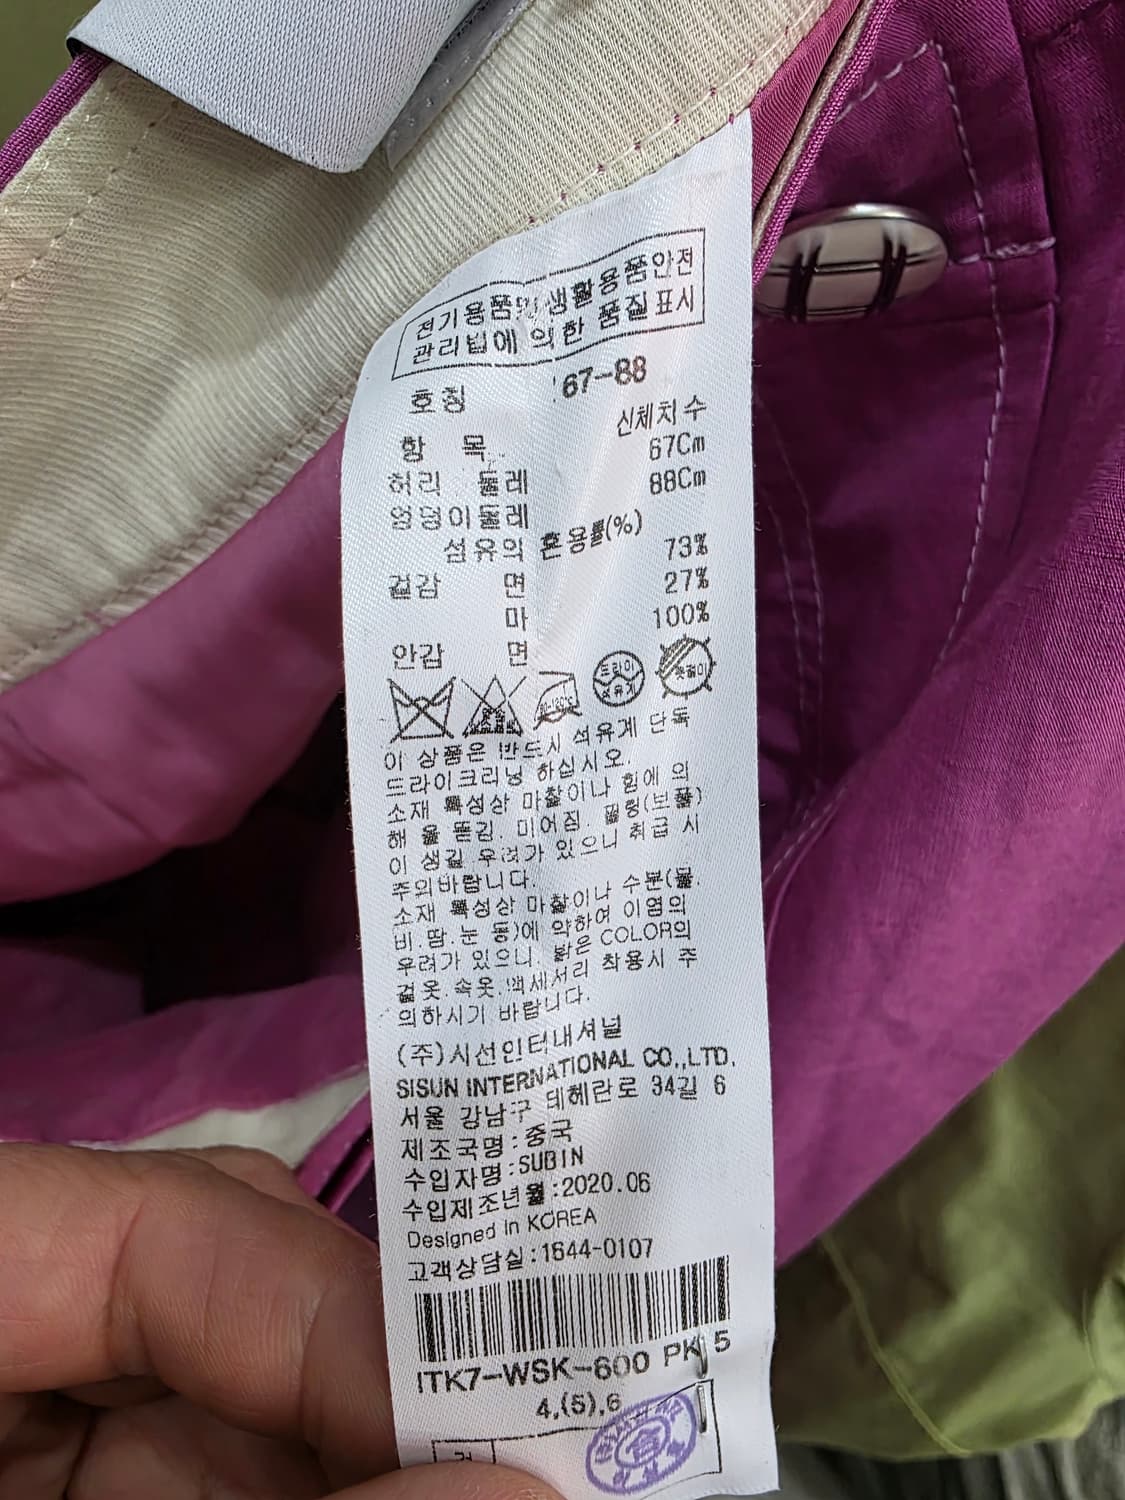 전기용품및생활용품안전
관리법에 의한 품질표시
호칭 :67-88
신체치수
항 목 67Cm
허리 둘레 88Cm
엉덩이둘레
섬유의 혼용률(%)
73%
겉감 면 27%
마 100%
안감 면
80-120℃
드라이
석유계
옷걸이
이 상품은 반드시 석유계 단독
드라이크리닝 하십시오.
소재 특성상 마찰이나 힘에 의
해 올 뜯김. 미어짐. 필링(보풀)
이 생길 우려가 있으니 취급 시
주의바랍니다.
소재 특성상 마찰이나 수분(물.
비.땀.눈 등)에 약하여 이염의
우려가 있으니. 밝은 COLOR의
겉옷.속옷.액세서리 착용시 주
의하시기 바랍니다.
(주)시선인터내셔널
SISUN INTERNATIONAL CO.,LTD.
서울 강남구 테헤란로 34길 6
제조국명:중국
수입자명:SUBIN
수입제조년월:2020.06
Designed in KOREA
고객상담실:1644-0107
ITK7-WSK-600 PK 5
4,(5),6